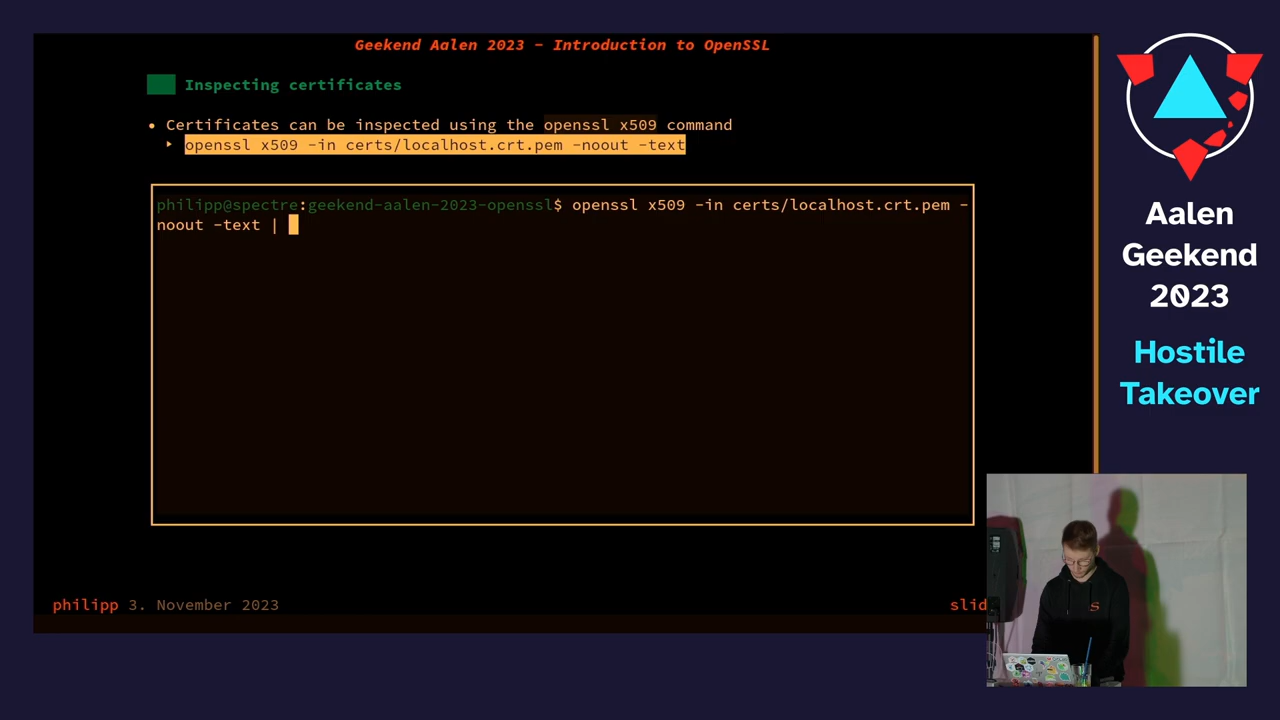 Geekend Aalen 2023 - Introduction to OpenSSL
Inspecting certificates
• Certificates can be inspected using the openssl x509 command
‣ openssl x509 -in certs/localhost.crt.pem -noout -text
philipp@spectre:geekend-aalen-2023-openssl$ openssl x509 -in certs/localhost.crt.pem -
noout -text |
philipp 3. November 2023
slid
Aalen
Geekend
2023
Hostile
Takeover